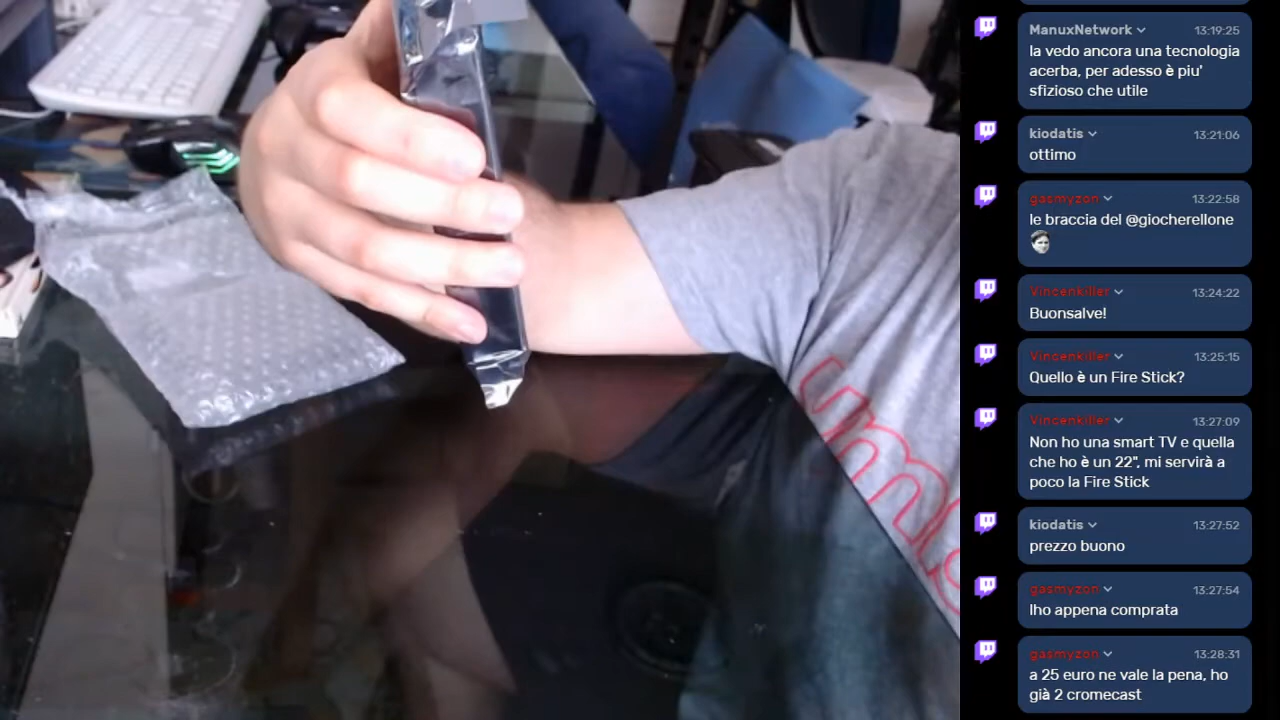 ManuxNetwork 13:19:25
la vedo ancora una tecnologia
acerba, per adesso è piu'
sfizioso che utile
kiodatis 13:21:06
ottimo
gasmyzon 13:22:58
le braccia del @giocherellone
Vincenkiller 13:24:22
Buonsalve!
Vincenkiller 13:25:15
Quello è un Fire Stick?
Vincenkiller 13:27:09
Non ho una smart TV e quella
che ho è un 22", mi servirà a
poco la Fire Stick
kiodatis 13:27:52
prezzo buono
gasmyzon 13:27:54
lho appena comprata
gasmyzon 13:28:31
a 25 euro ne vale la pena, ho
già 2 cromecast